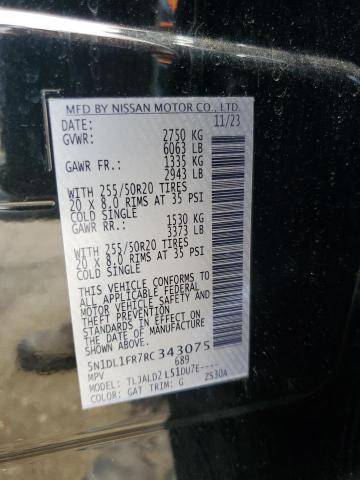 MFD BY NISSAN MOTOR CO., LTD.
DATE: 11/23
GVWR: 2750 KG
6063 LB
GAWR FR.: 1335 KG
2943 LB
WITH 255/50R20 TIRES
20 X 8.0 RIMS AT 35 PSI
COLD SINGLE
GAWR RR.: 1530 KG
3373 LB
WITH 255/50R20 TIRES
20 X 8.0 RIMS AT 35 PSI
COLD SINGLE
THIS VEHICLE CONFORMS TO
ALL APPLICABLE FEDERAL
MOTOR VEHICLE SAFETY
AND THEFT PREVENTION
STANDARDS IN EFFECT ON
THE DATE OF MANUFACTURE
SHOWN ABOVE.
5N1DL1FR7RC343075
MPV 689
MODEL: TLJALDZ L51DU7E----
COLOR: GAT TRIM: G ZS30A